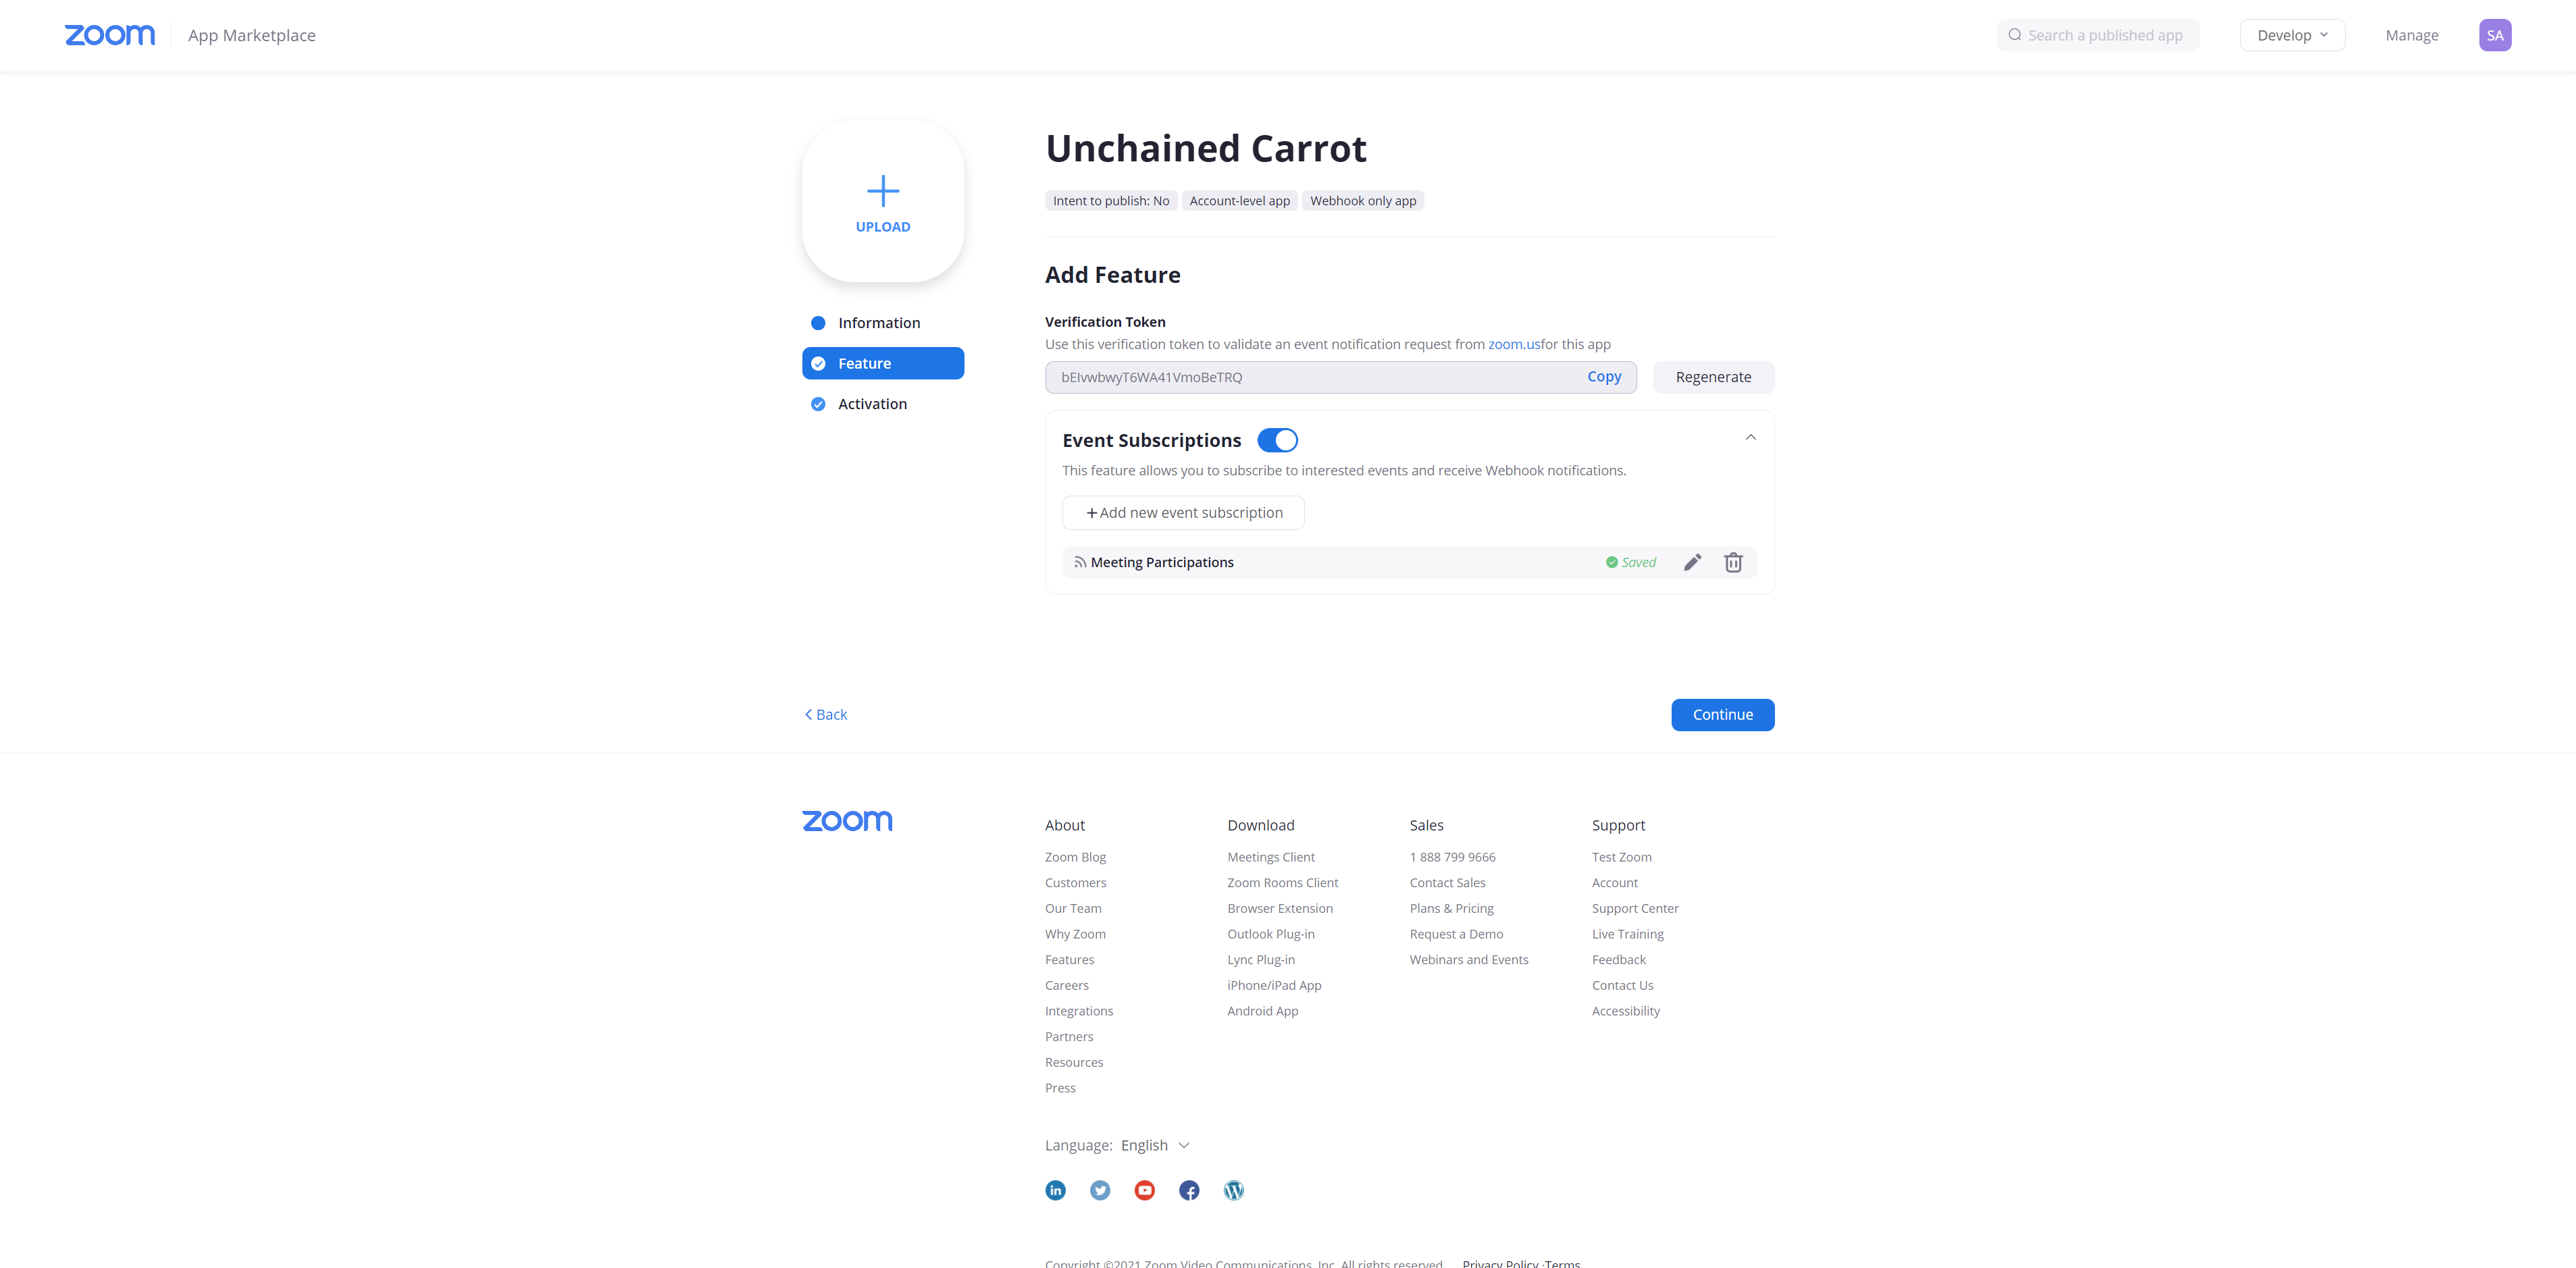 zoom App Marketplace Search a published app Develop Manage SA
Unchained Carrot
UPLOAD
Intent to publish: No Account-level app Webhook only app
Add Feature
Information
Feature
Activation
Verification Token
Use this verification token to validate an event notification request from zoom.usfor this app
bEIvwbwyT6WA41VmoBeTRQ Copy Regenerate
Event Subscriptions
This feature allows you to subscribe to interested events and receive Webhook notifications.
+Add new event subscription
Meeting Participations Saved
Back Continue
zoom
About
Zoom Blog
Customers
Our Team
Why Zoom
Features
Careers
Integrations
Partners
Resources
Press
Download
Meetings Client
Zoom Rooms Client
Browser Extension
Outlook Plug-in
Lync Plug-in
iPhone/iPad App
Android App
Sales
1 888 799 9666
Contact Sales
Plans & Pricing
Request a Demo
Webinars and Events
Support
Test Zoom
Account
Support Center
Live Training
Feedback
Contact Us
Accessibility
Language: English
Copyright ©2021 Zoom Video Communications, Inc. All rights reserved. Privacy Policy ·Terms